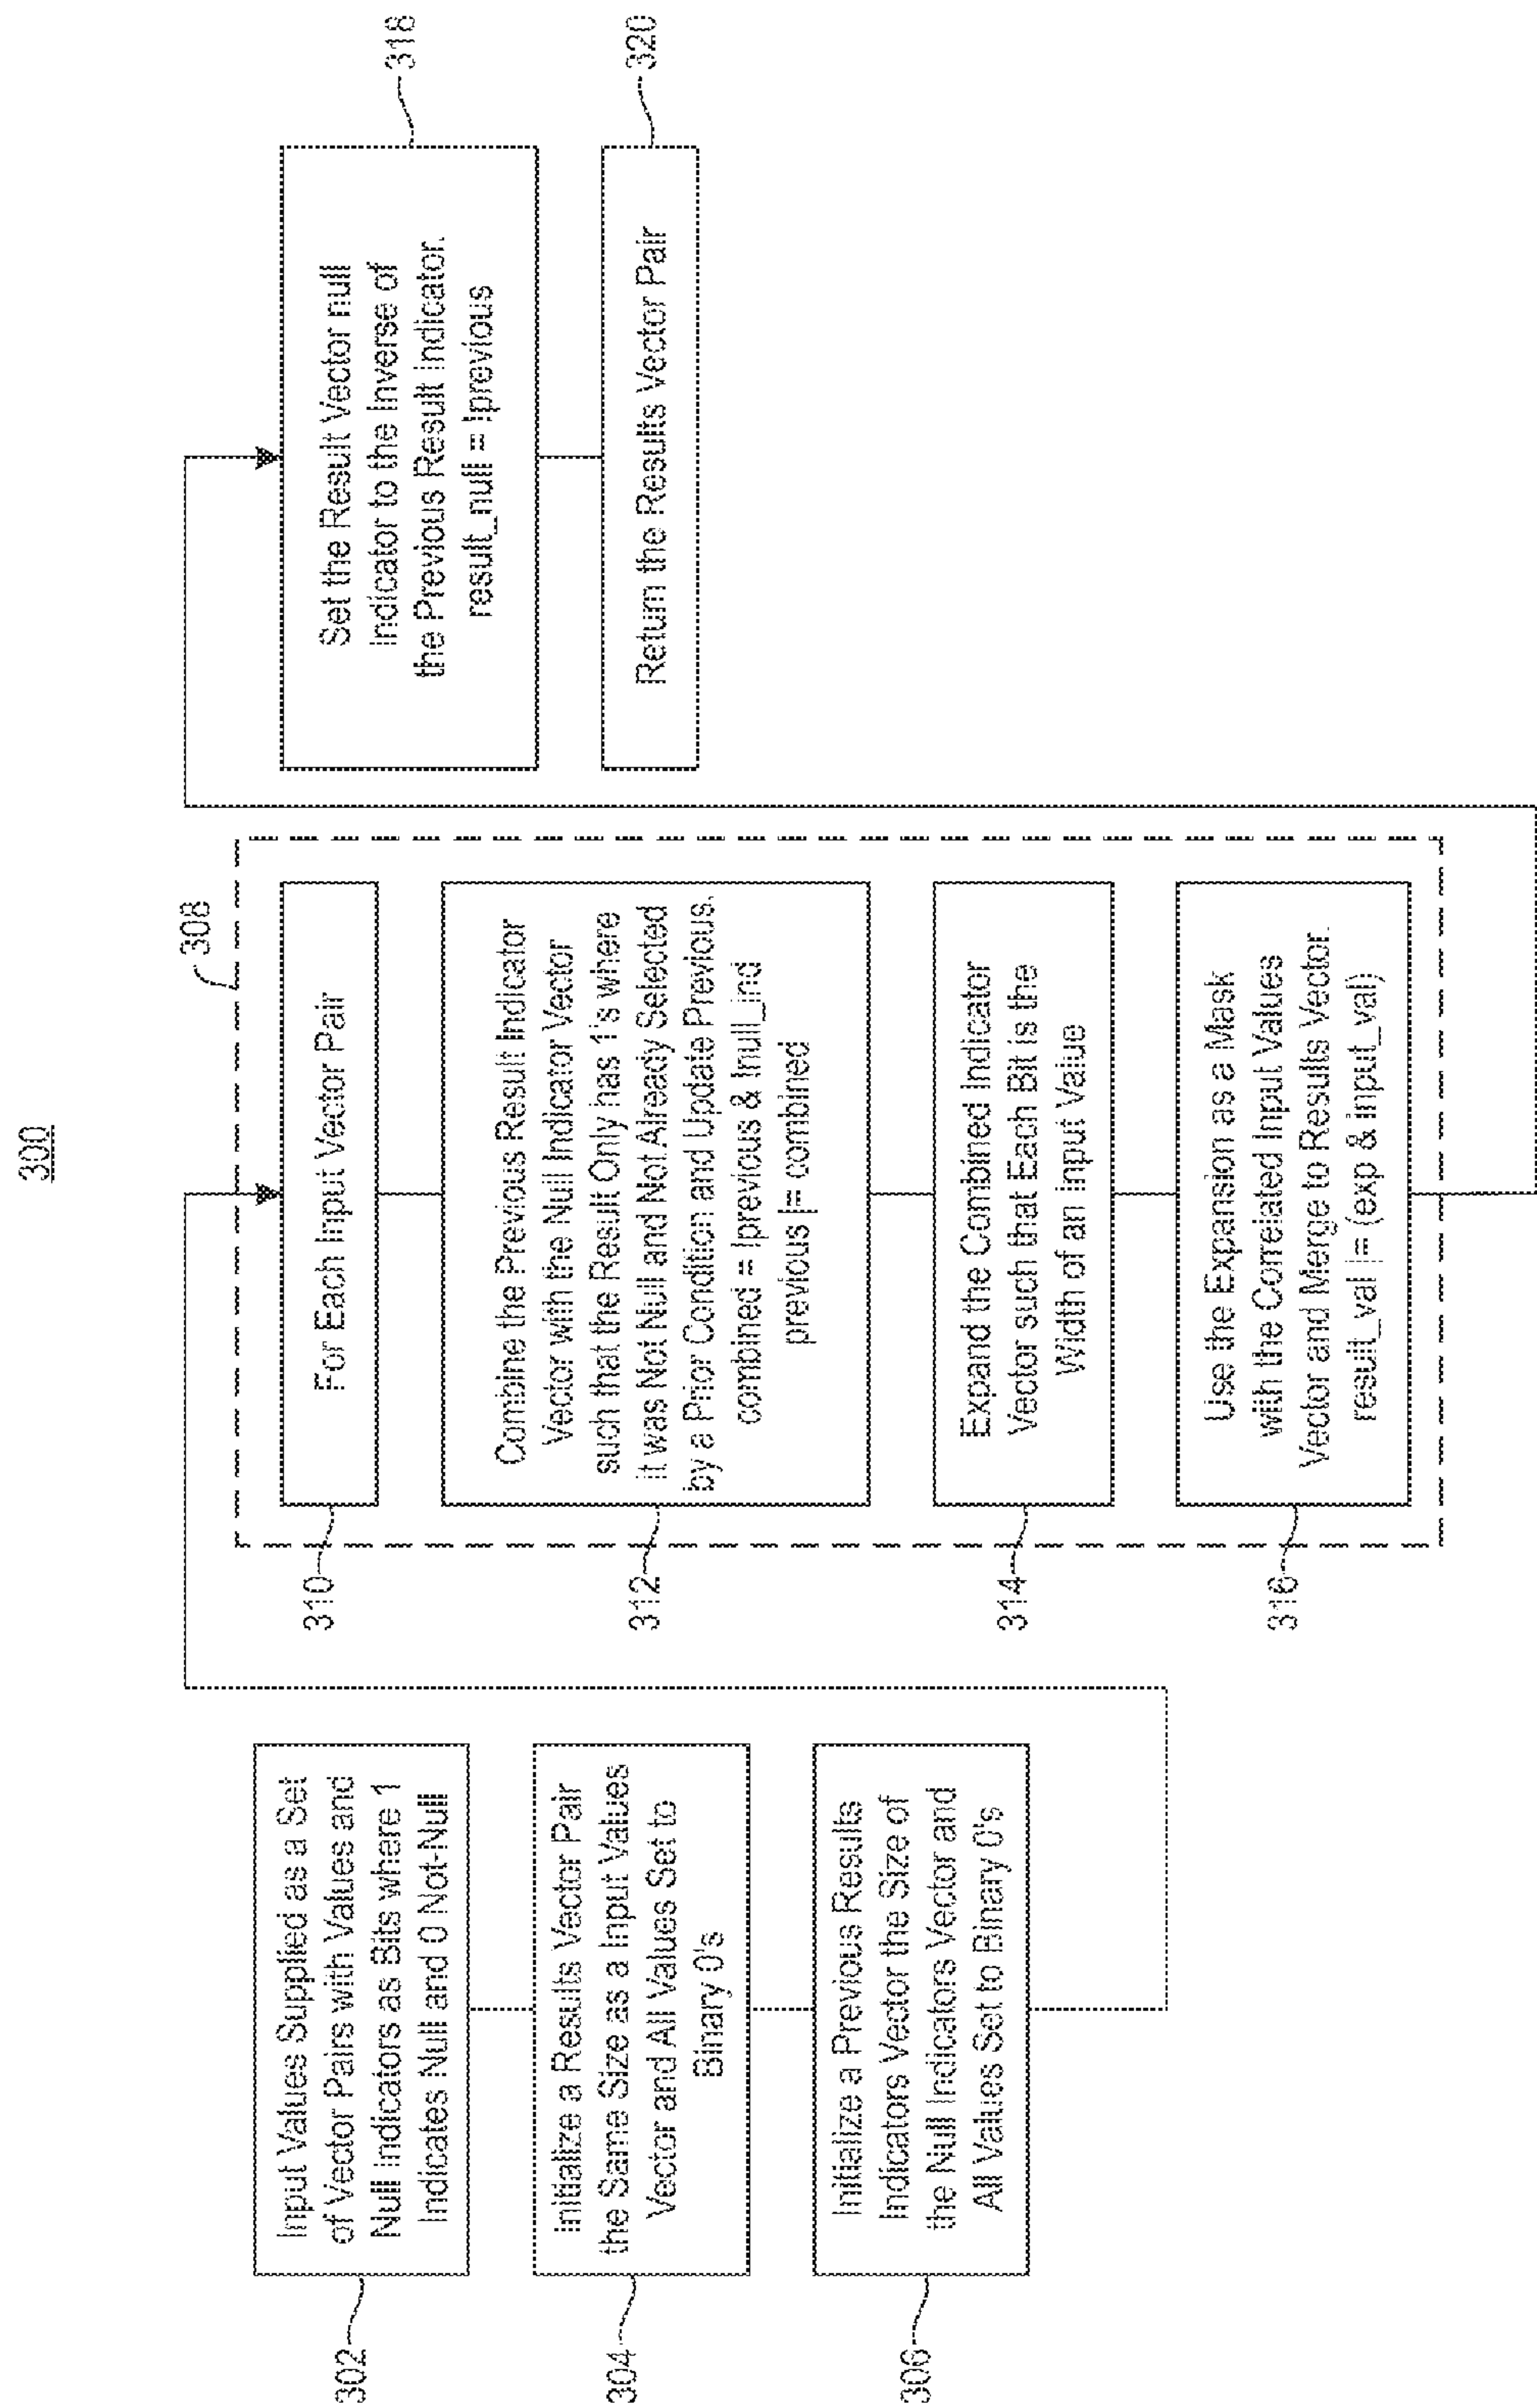 300
302
Input Values Supplied as a Set
of Vector Pairs with Values and
Null Indicators as Bits where 1
Indicates Null and 0 Not-Null
304
Initialize a Results Vector Pair
the Same Size as a Input Values
Vector and All Values Set to
Binary 0's
306
Initialize a Previous Results
Indicators Vector the Size of
the Null Indicators Vector and
All Values Set to Binary 0's
308
310
For Each Input Vector Pair
312
Combine the Previous Result Indicator
Vector with the Null Indicator Vector
such that the Result Only has 1's where
it was Not Null and Not Already Selected
by a Prior Condition and Update Previous.
combined = !previous & !null_ind
previous |= combined
314
Expand the Combined Indicator
Vector such that Each Bit is the
Width of an Input Value
316
Use the Expansion as a Mask
with the Correlated Input Values
Vector and Merge to Results Vector.
result_val |= (exp & input_val)
318
Set the Result Vector null
Indicator to the Inverse of
the Previous Result Indicator.
result_null = !previous
320
Return the Results Vector Pair